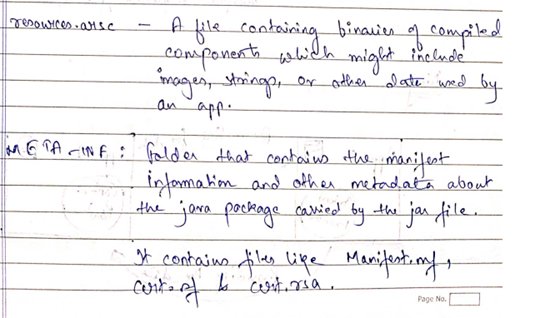 resources.arsc – A file containing binaries of compiled
components which might include
images, strings, or other data used by
an app.
META-INF : folder that contains the manifest
information and other metadata about
the java package carried by the jar file.
It contains files like Manifest.mf,
cert.sf & cert.rsa.
Page No.